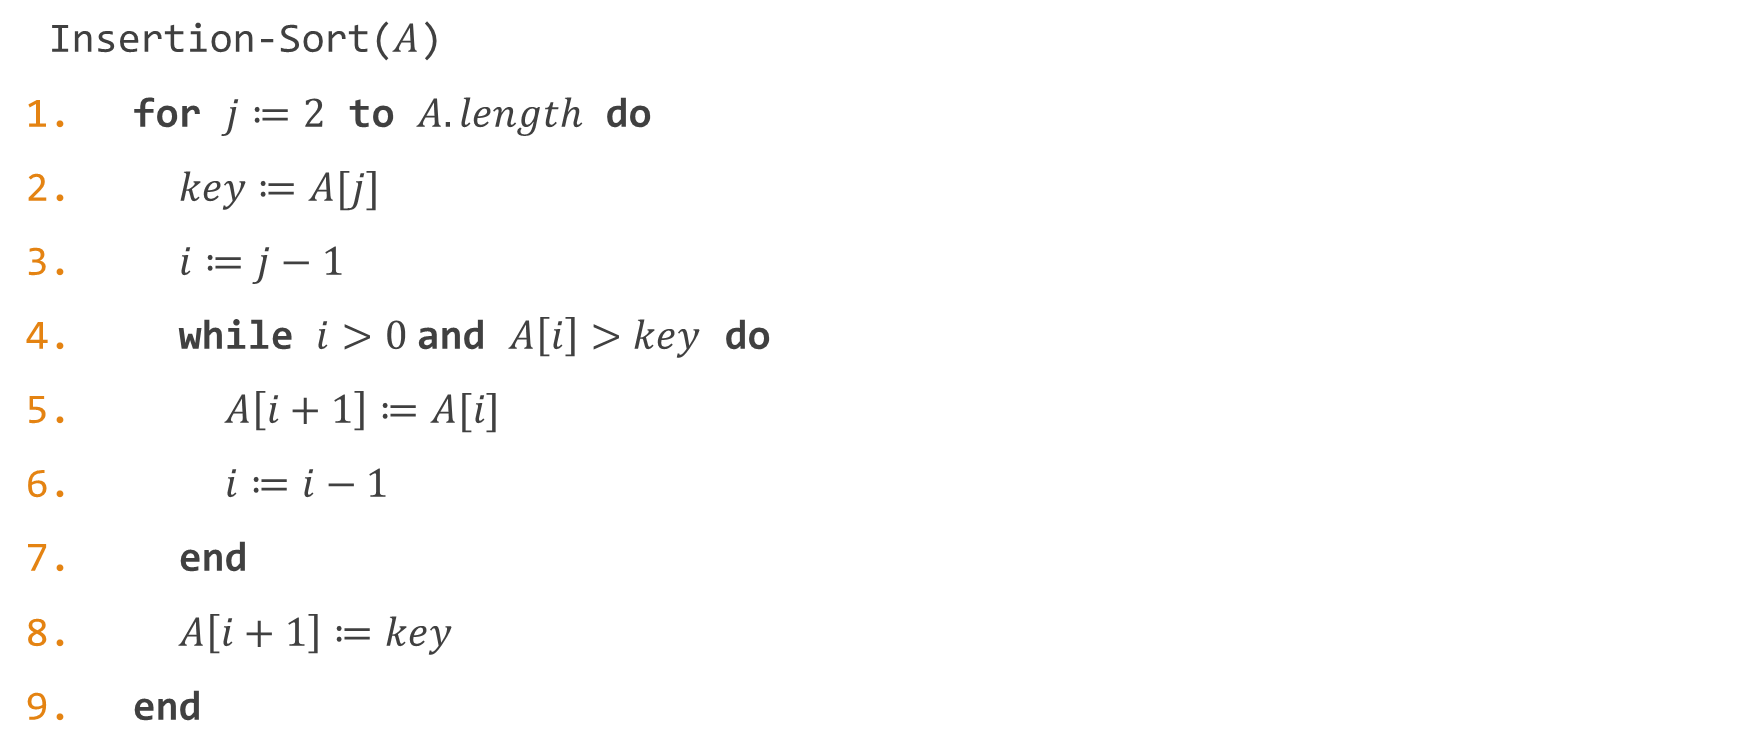 Insertion-Sort(A)
1. for j ≔ 2 to A.length do
2. key ≔ A[j]
3. i ≔ j − 1
4. while i > 0 and A[i] > key do
5. A[i + 1] ≔ A[i]
6. i ≔ i − 1
7. end
8. A[i + 1] ≔ key
9. end